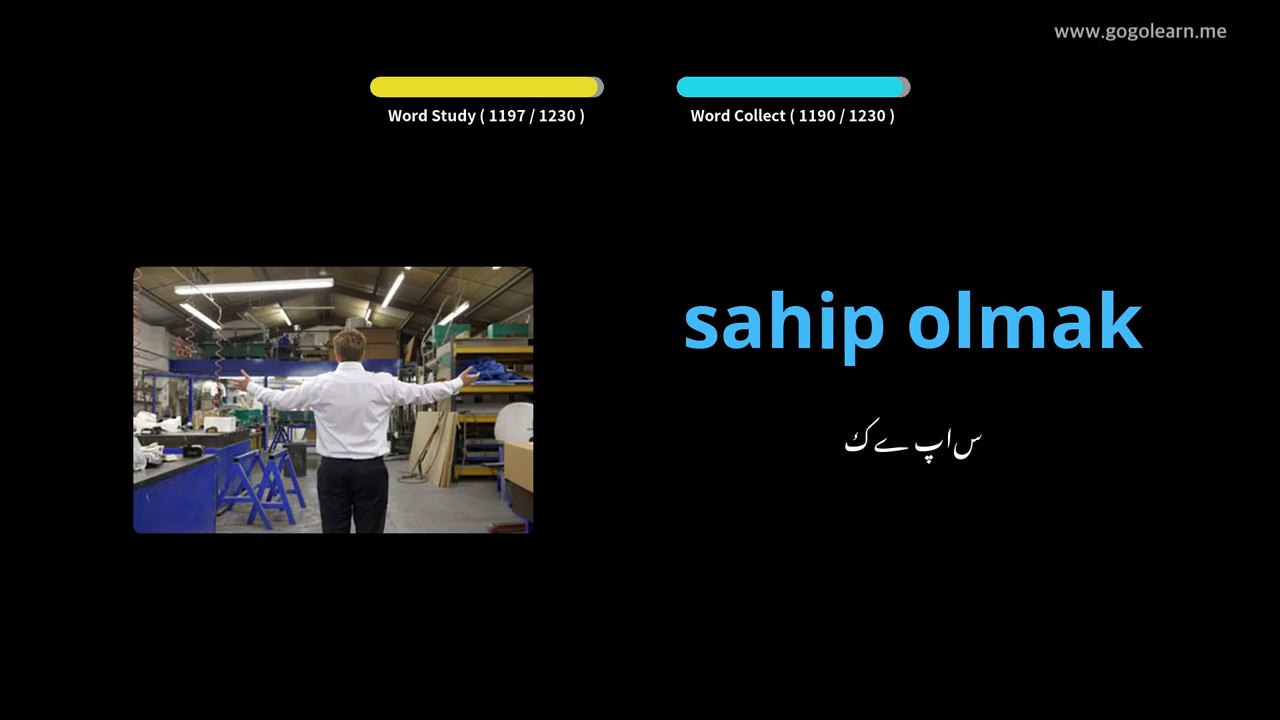 www.gogolearn.me
Word Study ( 1197 / 1230 )
Word Collect ( 1190 / 1230 )
sahip olmak
س اپ ے ک